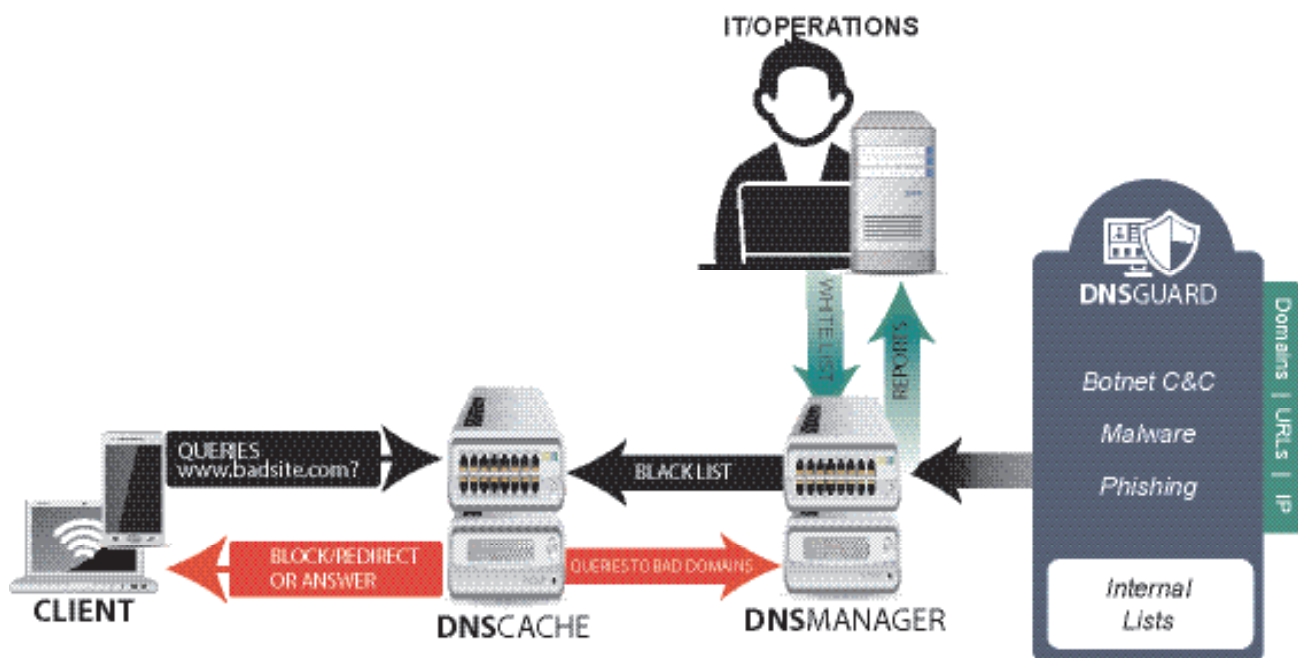 IT/OPERATIONS
WHITE LIST
REPORTS
DNSGUARD
Botnet C&C
Malware
Phishing
Internal
Lists
Domains | URLs | IP
QUERIES
www.badsite.com?
BLACK LIST
BLOCK/REDIRECT
OR ANSWER
QUERIES TO BAD DOMAINS
CLIENT
DNSCACHE
DNSMANAGER